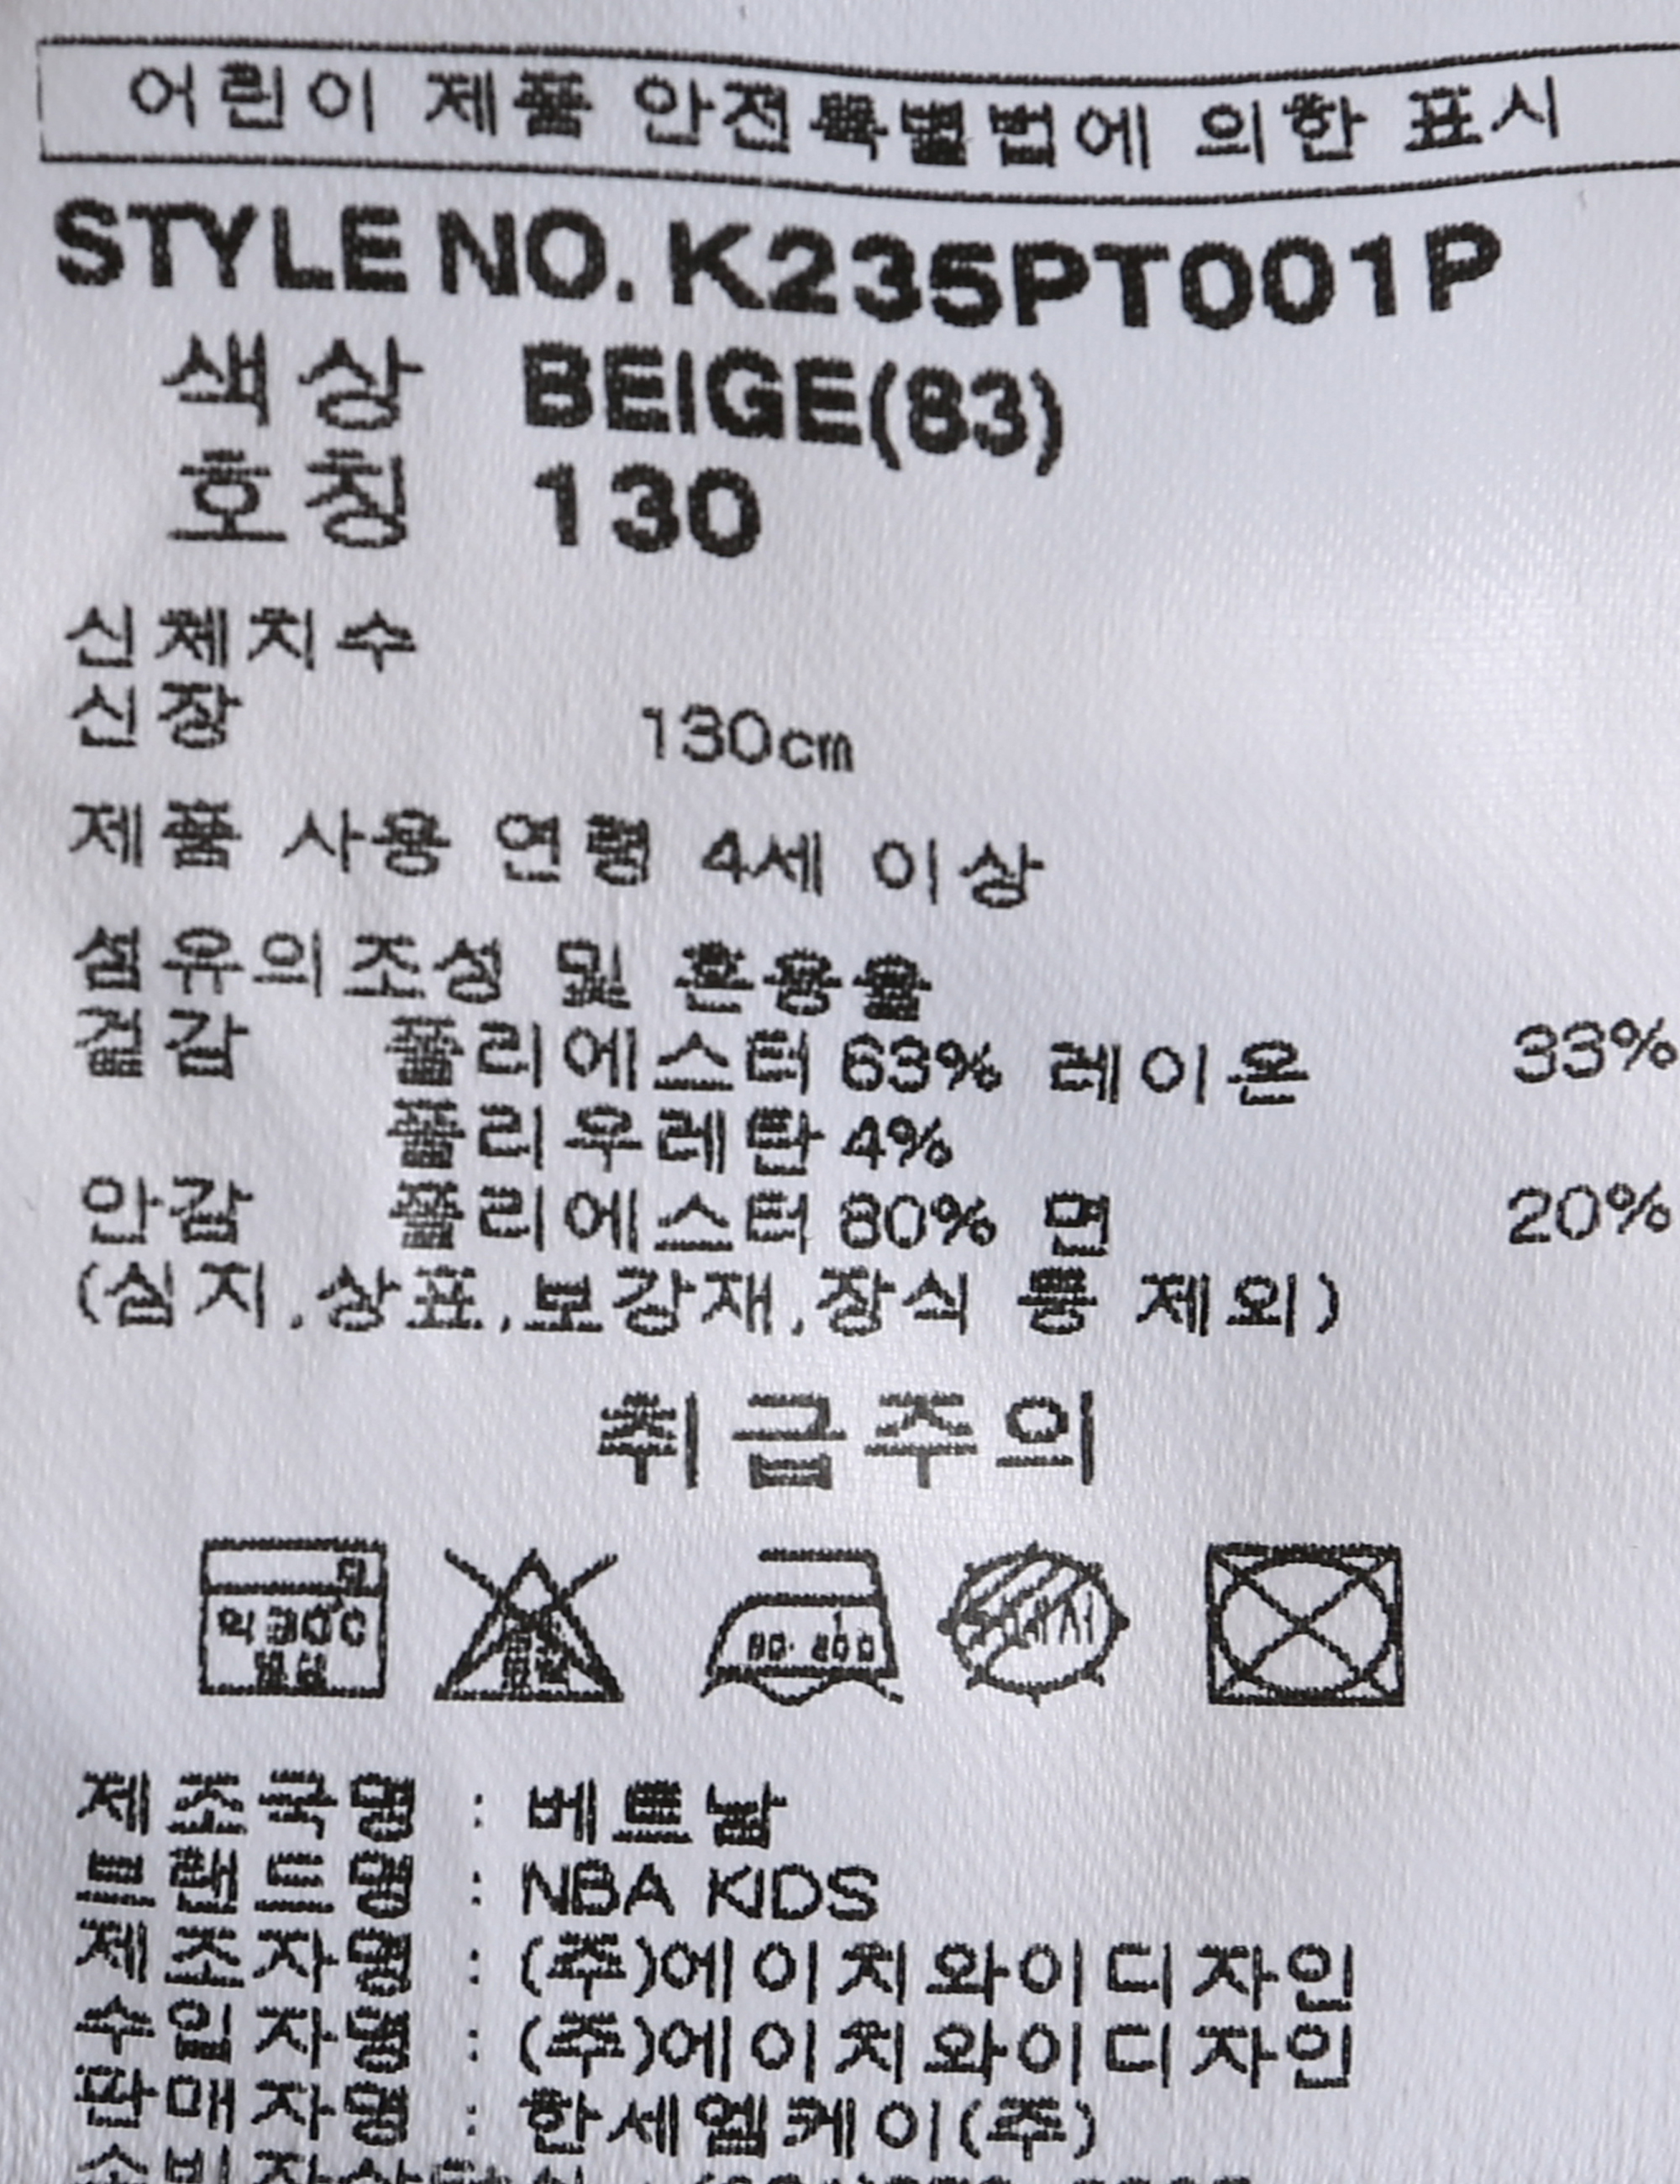 어린이 제품 안전특별법에 의한 표시
STYLE NO. K235PT001P
색상 BEIGE(83)
호칭 130
신체치수
신장 130㎝
제품 사용 연령 4세 이상
섬유의조성 및 혼용율
겉감 폴리에스터 63% 레이온 33%
폴리우레탄 4%
안감 폴리에스터 80% 면 20%
(심지,상표,보강재,장식 등 제외)
취급주의
제조국명 : 베트남
브랜드명 : NBA KIDS
제조자명 : (주)에이치와이디자인
수입자명 : (주)에이치와이디자인
판매자명 : 한세엠케이(주)